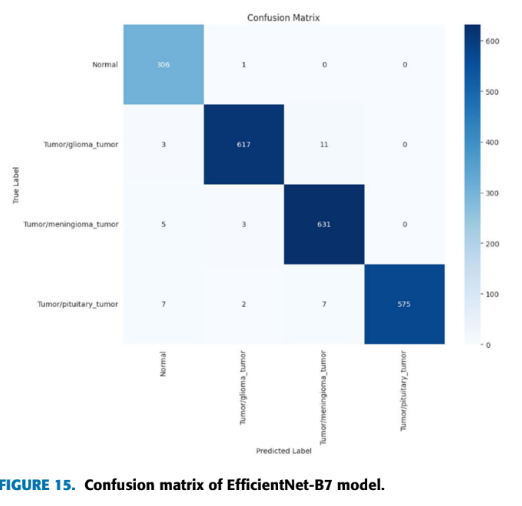 Confusion Matrix
Normal 306 1 0 0
Tumor/glioma_tumor 3 617 11 0
Tumor/meningioma_tumor 5 3 631 0
Tumor/pituitary_tumor 7 2 7 575
True Label
600
500
400
300
200
100
0
Normal
Tumor/glioma_tumor
Tumor/meningioma_tumor
Tumor/pituitary_tumor
Predicted Label
FIGURE 15. Confusion matrix of EfficientNet-B7 model.